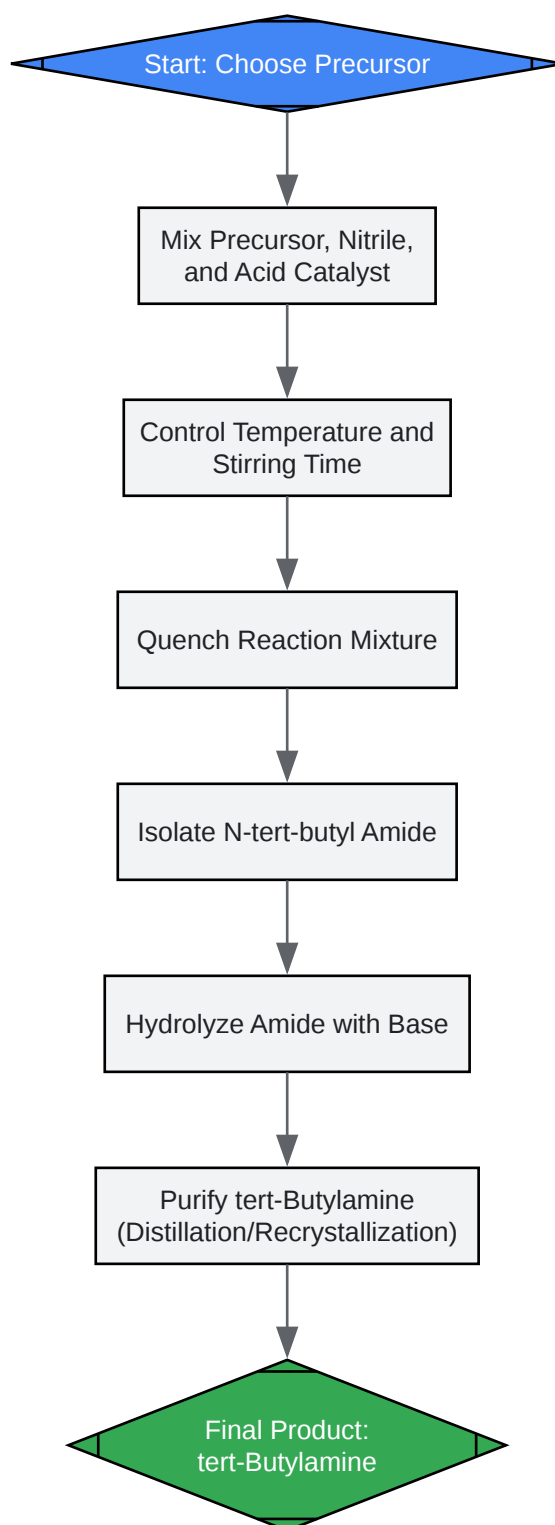 Start: Choose Precursor
Mix Precursor, Nitrile,
and Acid Catalyst
Control Temperature and
Stirring Time
Quench Reaction Mixture
Isolate N-tert-butyl Amide
Hydrolyze Amide with Base
Purify tert-Butylamine
(Distillation/Recrystallization)
Final Product:
tert-Butylamine